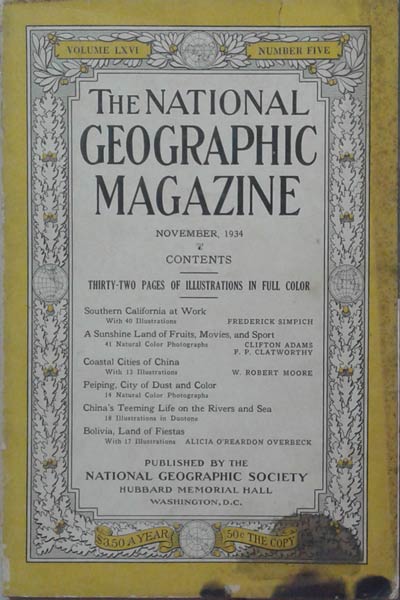 VOLUME LXVI NUMBER FIVE
THE NATIONAL
GEOGRAPHIC
MAGAZINE
NOVEMBER, 1934
CONTENTS
THIRTY-TWO PAGES OF ILLUSTRATIONS IN FULL COLOR
Southern California at Work
With 40 Illustrations FREDERICK SIMPICH
A Sunshine Land of Fruits, Movies, and Sport
41 Natural Color Photographs CLIFTON ADAMS
F. P. CLATWORTHY
Coastal Cities of China
With 13 Illustrations W. ROBERT MOORE
Peiping, City of Dust and Color
14 Natural Color Photographs
China's Teeming Life on the Rivers and Sea
18 Illustrations in Duotone
Bolivia, Land of Fiestas
With 17 Illustrations ALICIA O'REARDON OVERBECK
PUBLISHED BY THE
NATIONAL GEOGRAPHIC SOCIETY
HUBBARD MEMORIAL HALL
WASHINGTON, D.C.
$3.50 A YEAR 50¢ THE COPY